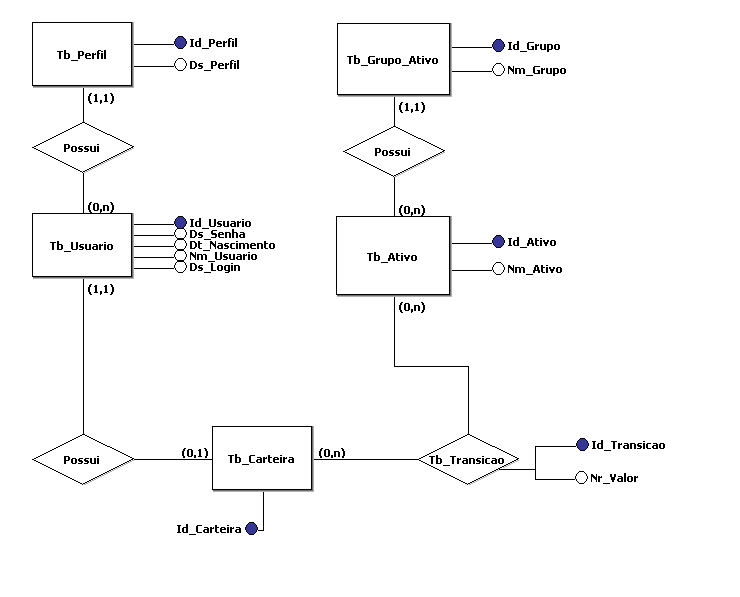 Tb_Perfil
Id_Perfil
Ds_Perfil
(1,1)
Possui
(0,n)
Tb_Usuario
Id_Usuario
Ds_Senha
Dt_Nascimento
Nm_Usuario
Ds_Login
(1,1)
Possui
(0,1)
Tb_Carteira
(0,n)
Id_Carteira
Tb_Grupo_Ativo
Id_Grupo
Nm_Grupo
(1,1)
Possui
(0,n)
Tb_Ativo
Id_Ativo
Nm_Ativo
(0,n)
Tb_Transicao
Id_Transicao
Nr_Valor